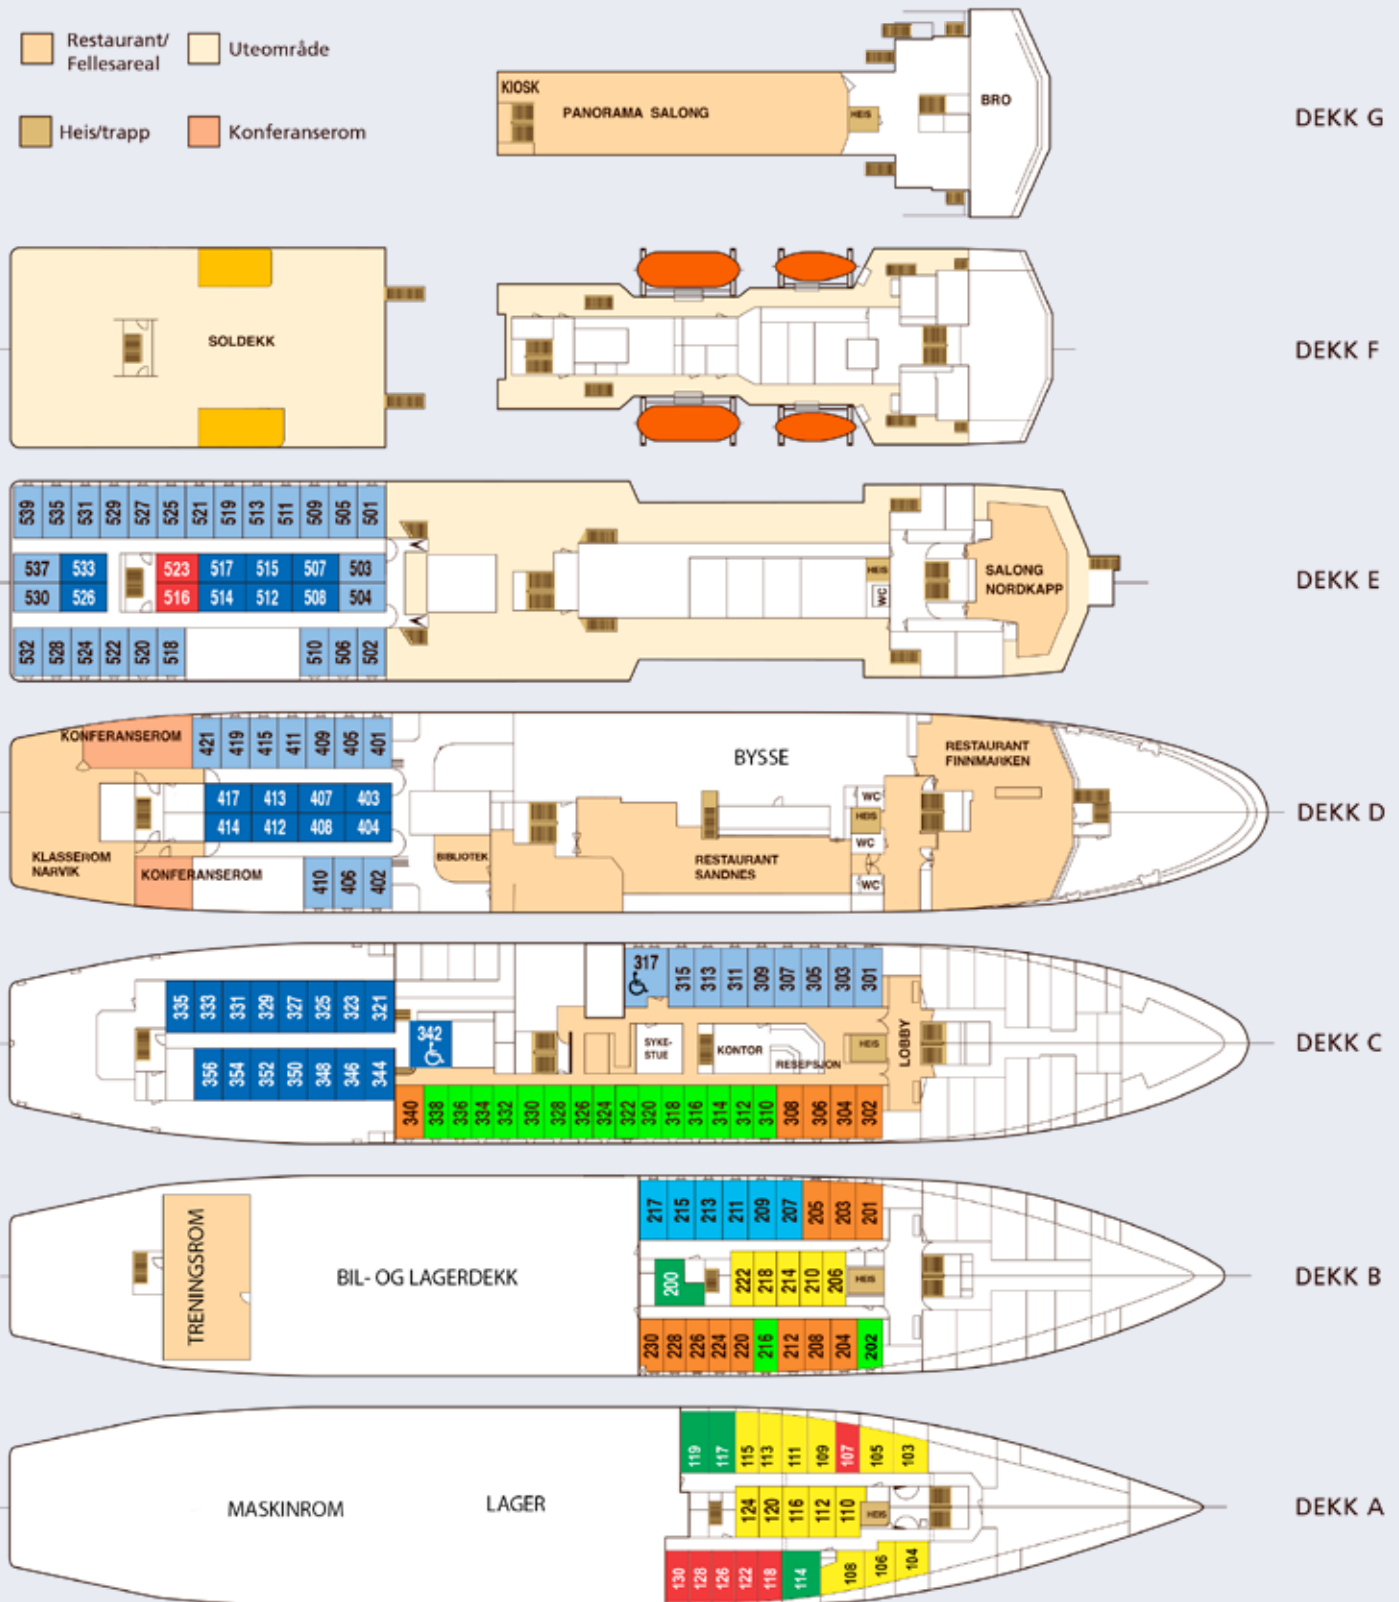 Restaurant/
Fellesareal
Uteområde
Heis/trapp
Konferanserom
KIOSK
PANORAMA SALONG
HEIS
BRO
DEKK G
SOLDEKK
DEKK F
539 535 531 529 527 525 521 519 513 511 509 505 501
537 533 523 517 515 507 503
530 526 516 514 512 508 504
532 528 524 522 520 518 510 506 502
HEIS
WC
SALONG
NORDKAPP
DEKK E
KONFERANSEROM
421 419 415 411 409 405 401
417 413 407 403
414 412 408 404
KLASSEROM
NARVIK
KONFERANSEROM
410 406 402
BIBLIOTEK
BYSSE
RESTAURANT
SANDNES
WC
HEIS
WC
WC
RESTAURANT
FINNMARKEN
DEKK D
317 315 313 311 309 307 305 303 301
335 333 331 329 327 325 323 321
342
356 354 352 350 348 346 344
SYKE-
STUE
KONTOR
RESEPSJON
HEIS
LOBBY
340 338 336 334 332 330 328 326 324 322 320 318 316 314 312 310 308 306 304 302
DEKK C
TRENINGSROM
BIL- OG LAGERDEKK
217 215 213 211 209 207 205 203 201
200 222 218 214 210 206
HEIS
230 228 226 224 220 216 212 208 204 202
DEKK B
MASKINROM
LAGER
119 117 115 113 111 109 107 105 103
124 120 116 112 110
HEIS
130 128 126 122 118 114 108 106 104
DEKK A